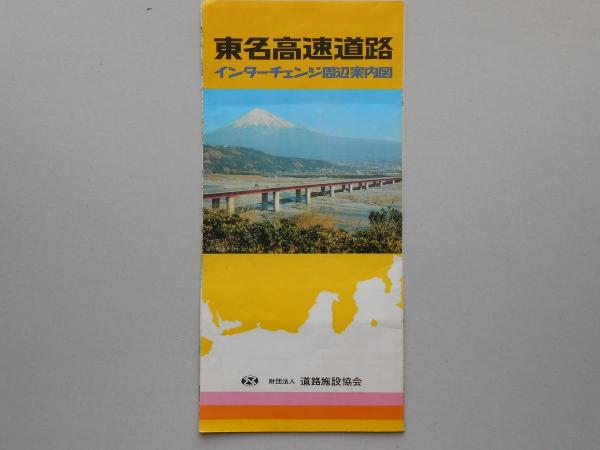 東名高速道路
インターチェンジ周辺案内図
財団法人 道路施設協会